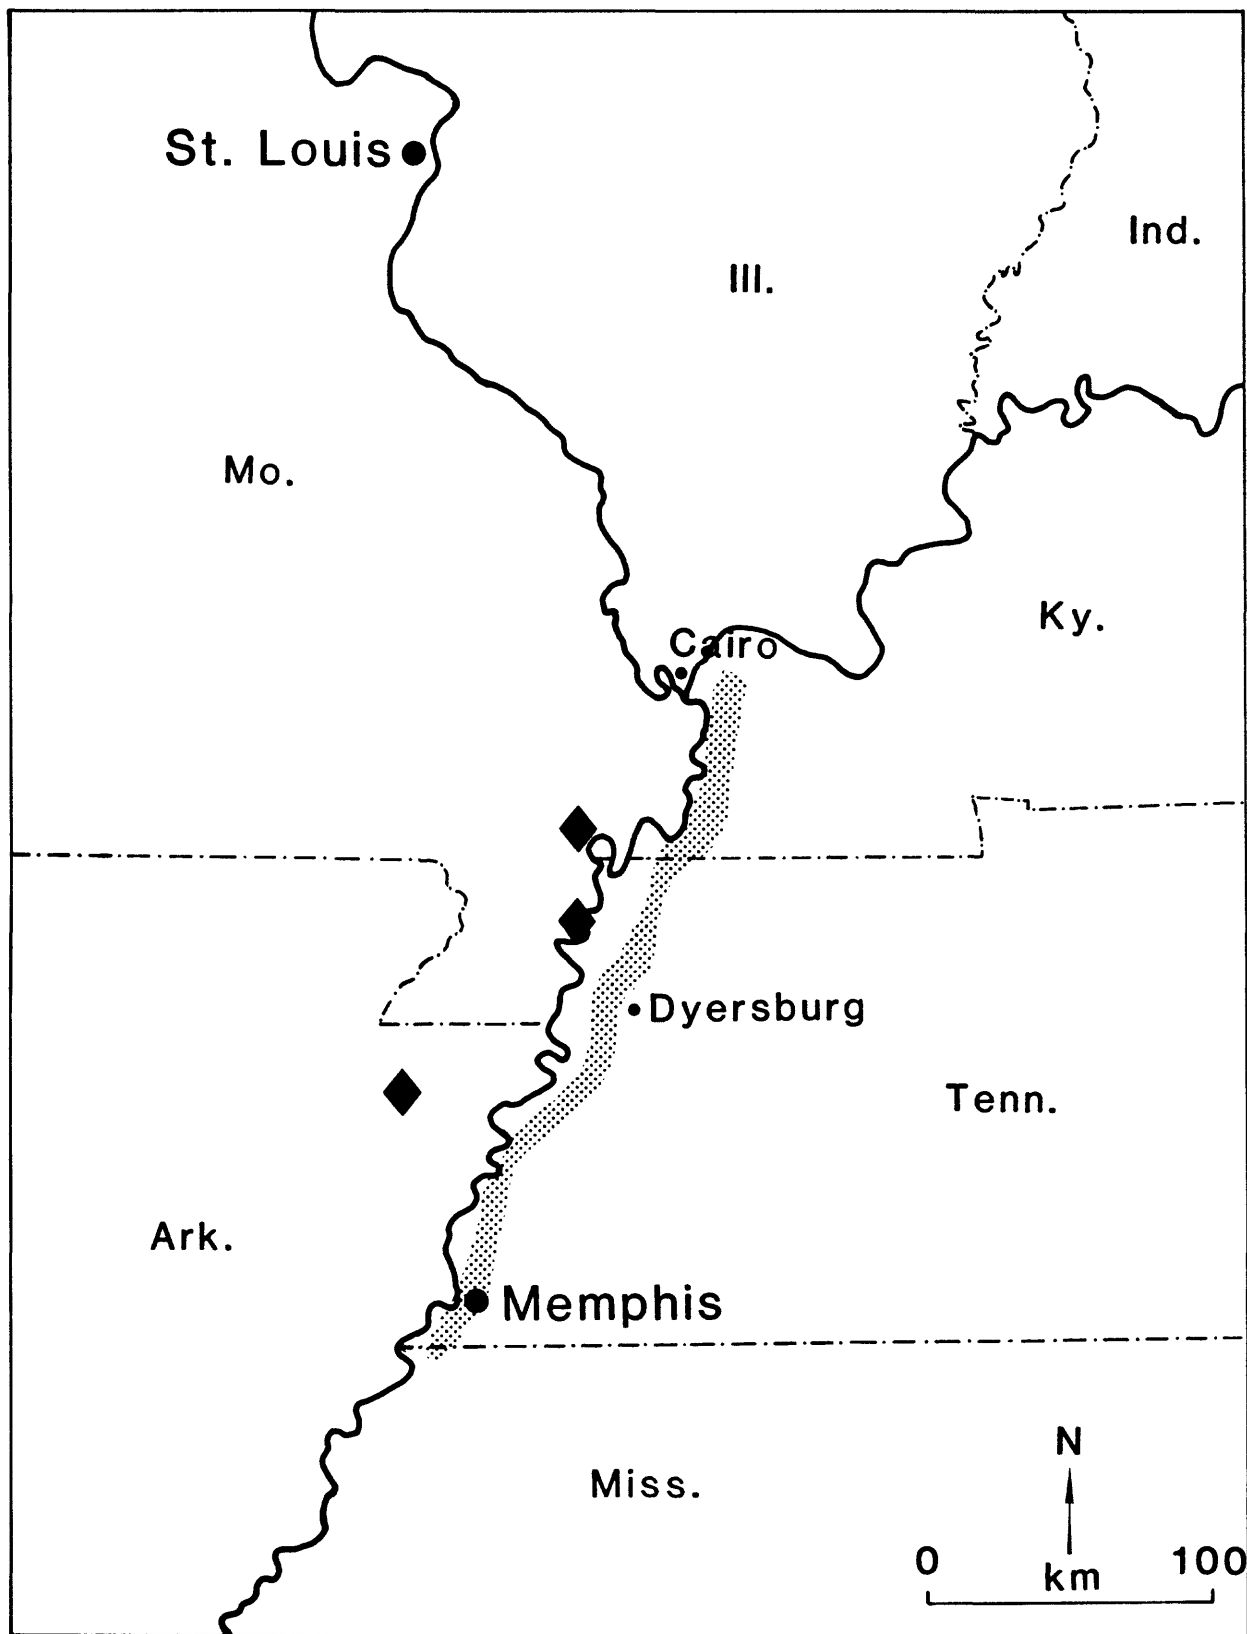 St. Louis
Ind.
Ill.
Mo.
Ky.
Cairo
Dyersburg
Tenn.
Ark.
Memphis
N
Miss.
0 100
km